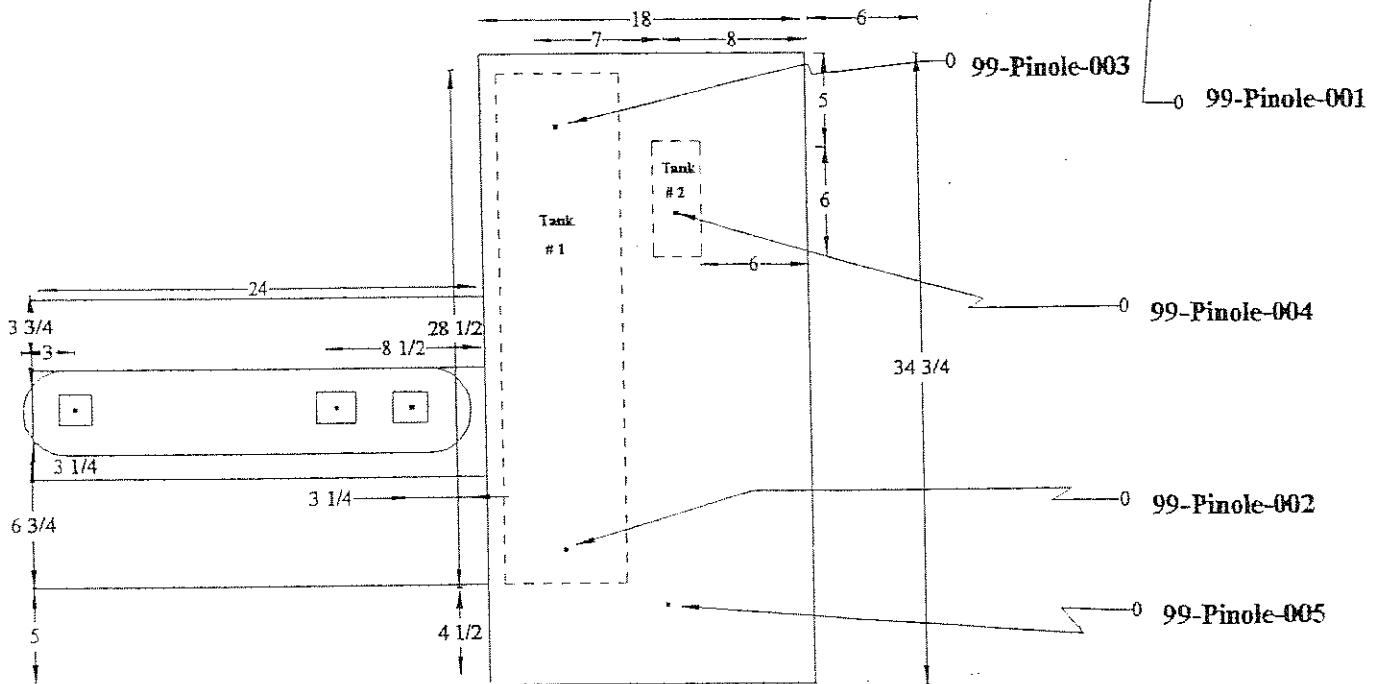 18
6
7
8
99-Pinole-003
99-Pinole-001
5
Tank
# 2
6
Tank
# 1
6
24
99-Pinole-004
3 3/4
28 1/2
3
8 1/2
34 3/4
3 1/4
3 1/4
99-Pinole-002
6 3/4
99-Pinole-005
5
4 1/2